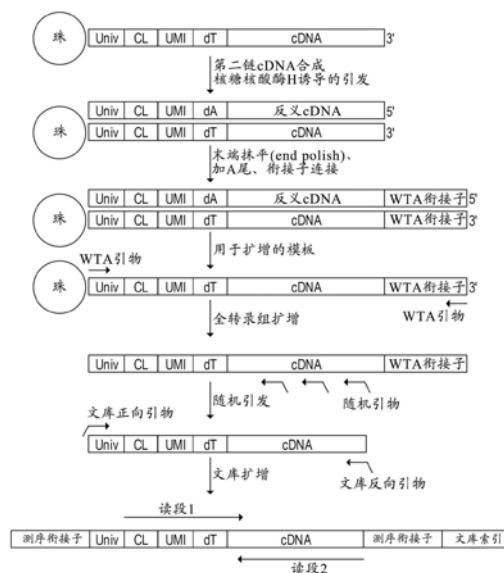 珠 Univ CL UMI dT cDNA 3'
第二链cDNA合成
核糖核酸酶H诱导的引发
Univ CL UMI dA 反义cDNA 5'
珠 Univ CL UMI dT cDNA 3'
末端抹平(end polish)、
加A尾、衔接子连接
Univ CL UMI dA 反义cDNA WTA衔接子 5'
珠 Univ CL UMI dT cDNA WTA衔接子 3'
WTA引物 用于扩增的模板
珠 Univ CL UMI dT cDNA WTA衔接子 3'
全转录组扩增 WTA引物
Univ CL UMI dT cDNA WTA衔接子
文库正向引物 随机引发 随机引物
Univ CL UMI dT cDNA
文库扩增 文库反向引物
读段1
测序衔接子 Univ CL UMI dT cDNA 测序衔接子 文库索引
读段2